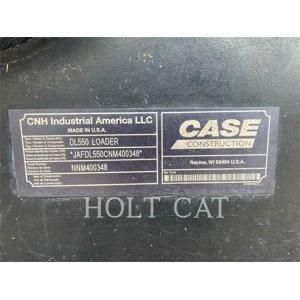 CNH Industrial America LLC
MADE IN U.S.A.
DL550 LOADER
*JAFDL550CNM400348*
NNM400348
CASE
CONSTRUCTION
Racine, WI 53404 U.S.A.
HOLT CAT